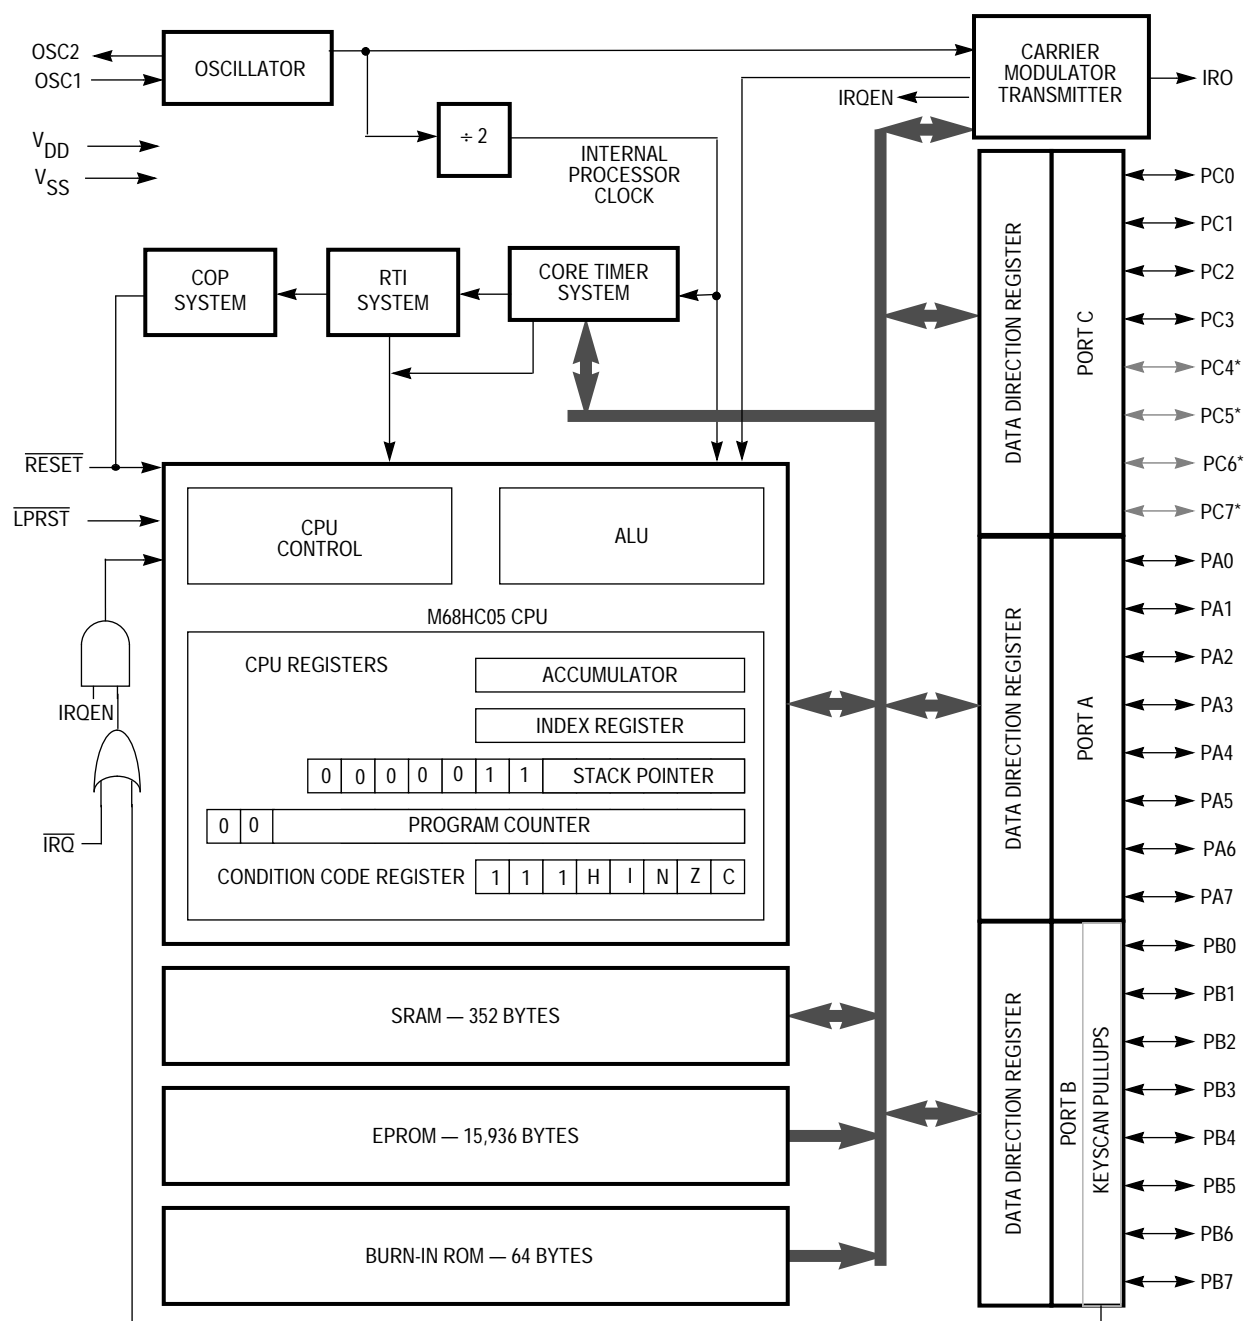 OSC2
OSC1
OSCILLATOR
CARRIER
MODULATOR
TRANSMITTER
IRO
IRQEN
VDD
VSS
÷ 2
INTERNAL
PROCESSOR
CLOCK
COP
SYSTEM
RTI
SYSTEM
CORE TIMER
SYSTEM
RESET
LPRST
IRQEN
IRQ
CPU
CONTROL
ALU
M68HC05 CPU
CPU REGISTERS
ACCUMULATOR
INDEX REGISTER
0 0 0 0 0 1 1 STACK POINTER
0 0 PROGRAM COUNTER
CONDITION CODE REGISTER 1 1 1 H I N Z C
SRAM — 352 BYTES
EPROM — 15,936 BYTES
BURN-IN ROM — 64 BYTES
DATA DIRECTION REGISTER
PORT C
PC0
PC1
PC2
PC3
PC4*
PC5*
PC6*
PC7*
DATA DIRECTION REGISTER
PORT A
PA0
PA1
PA2
PA3
PA4
PA5
PA6
PA7
DATA DIRECTION REGISTER
PORT B
KEYSCAN PULLUPS
PB0
PB1
PB2
PB3
PB4
PB5
PB6
PB7